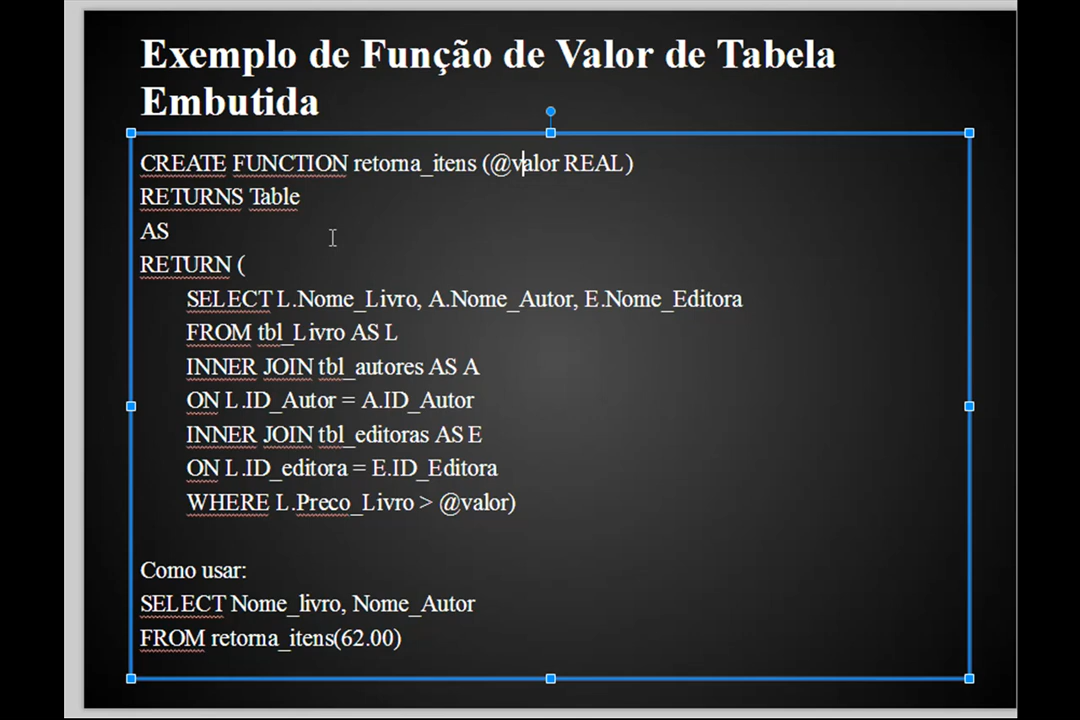 Exemplo de Função de Valor de Tabela
Embutida
CREATE FUNCTION retorna_itens (@valor REAL)
RETURNS Table
AS
RETURN (
SELECT L.Nome_Livro, A.Nome_Autor, E.Nome_Editora
FROM tbl_Livro AS L
INNER JOIN tbl_autores AS A
ON L.ID_Autor = A.ID_Autor
INNER JOIN tbl_editoras AS E
ON L.ID_editora = E.ID_Editora
WHERE L.Preco_Livro > @valor)
Como usar:
SELECT Nome_livro, Nome_Autor
FROM retorna_itens(62.00)